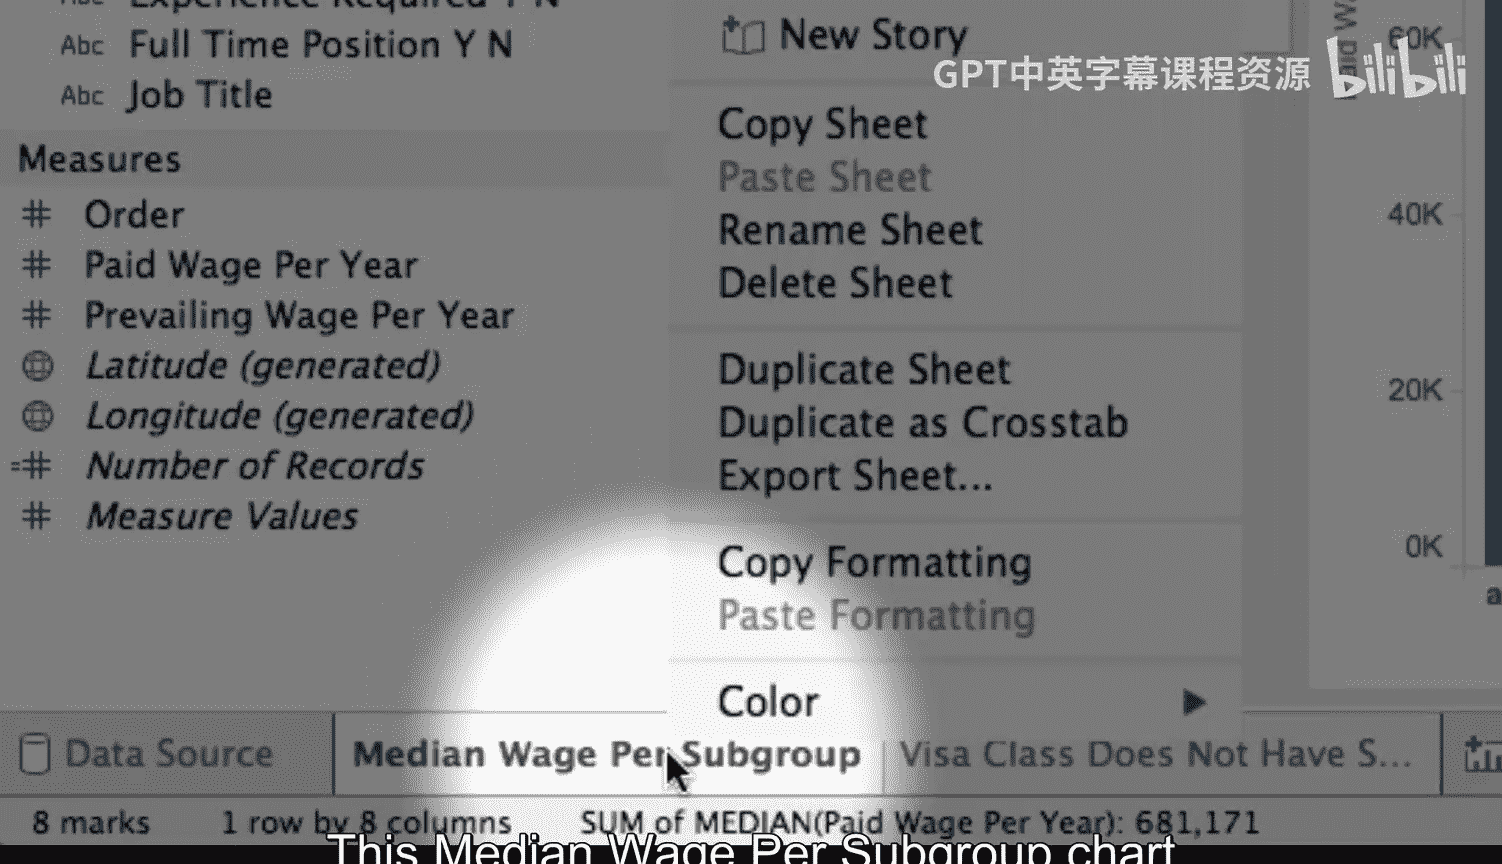 Abc Experience Required Y N
Abc Full Time Position Y N
Abc Job Title
Measures
Order
Paid Wage Per Year
Prevailing Wage Per Year
Latitude (generated)
Longitude (generated)
Number of Records
Measure Values
New Story
Copy Sheet
Paste Sheet
Rename Sheet
Delete Sheet
Duplicate Sheet
Duplicate as Crosstab
Export Sheet...
Copy Formatting
Paste Formatting
Color
GPT中英字幕课程资源 bilibili
60K
40K
20K
0K
Data Source
Median Wage Per Subgroup
Visa Class Does Not Have S...
8 marks
1 row by 8 columns
SUM of MEDIAN(Paid Wage Per Year): 681,171
This Median Wage Per Subgroup chart